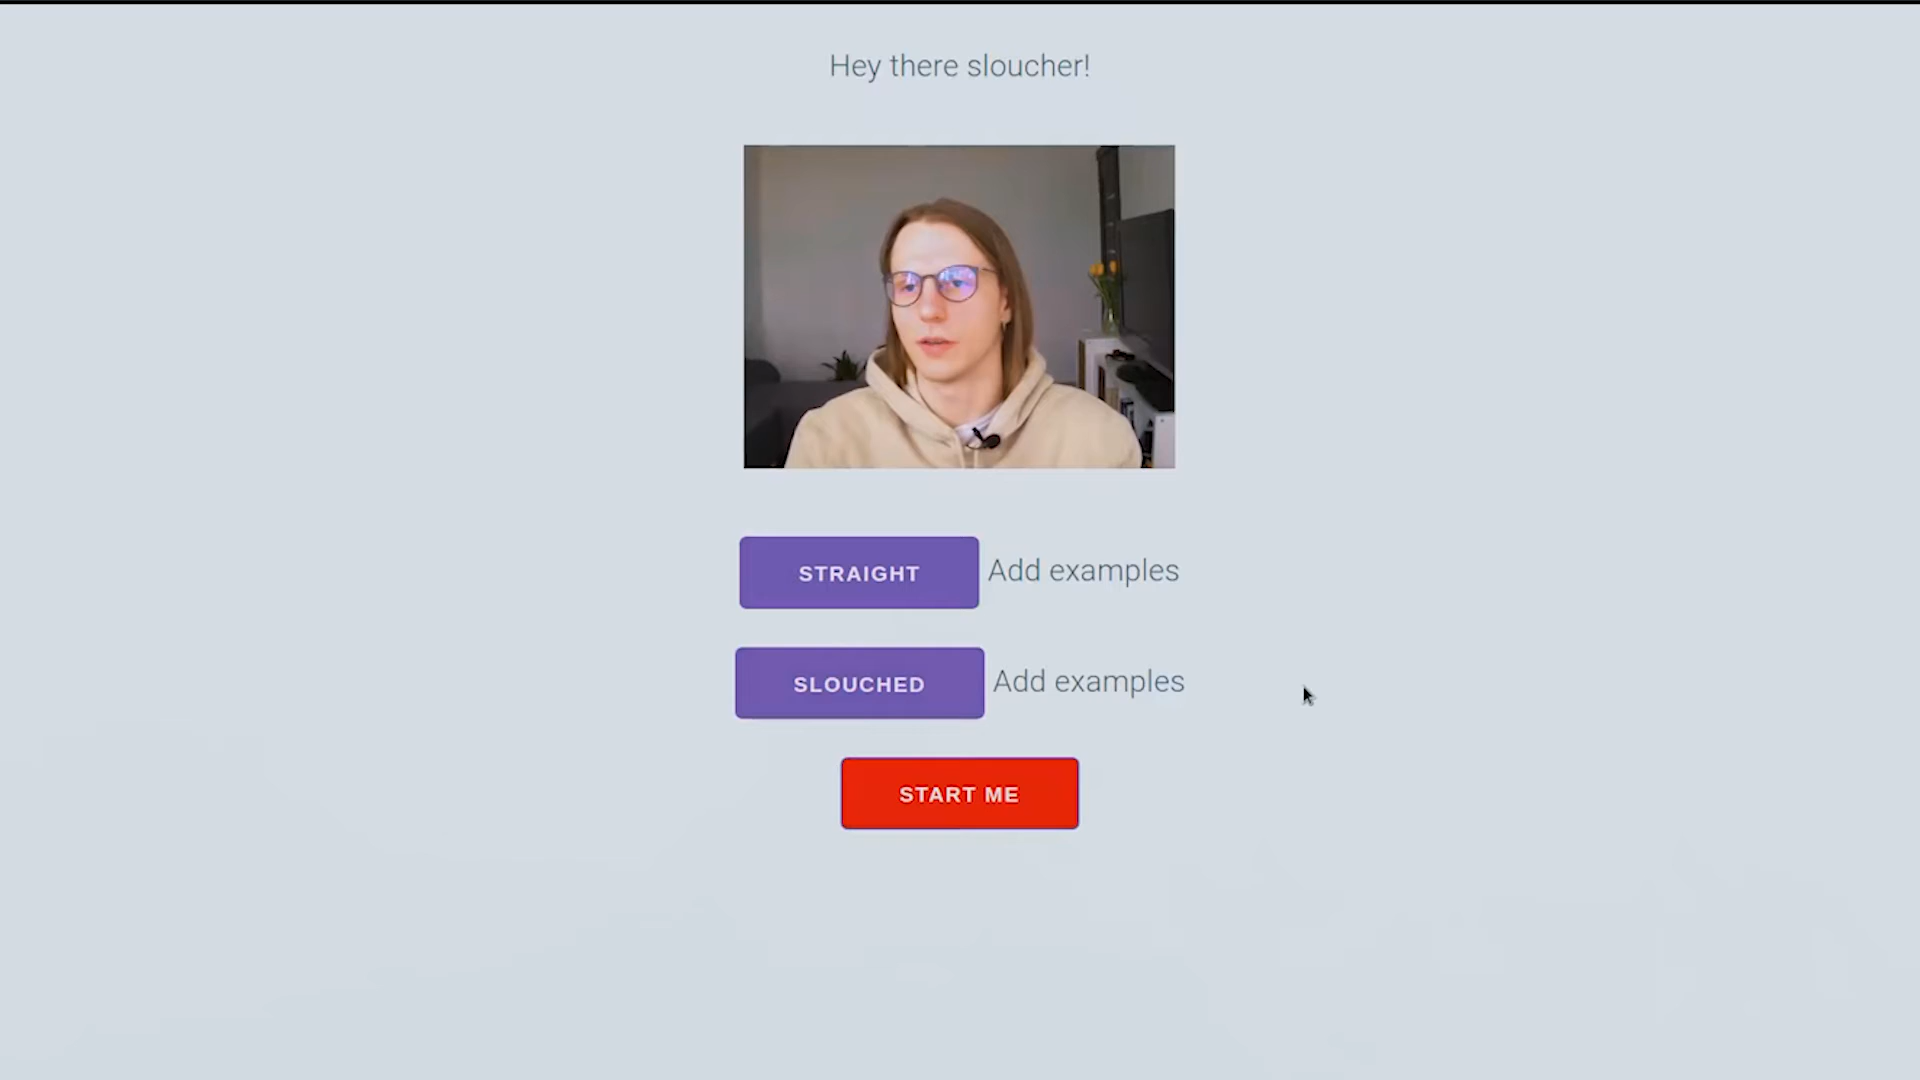 Hey there sloucher!
STRAIGHT Add examples
SLOUCHED Add examples
START ME